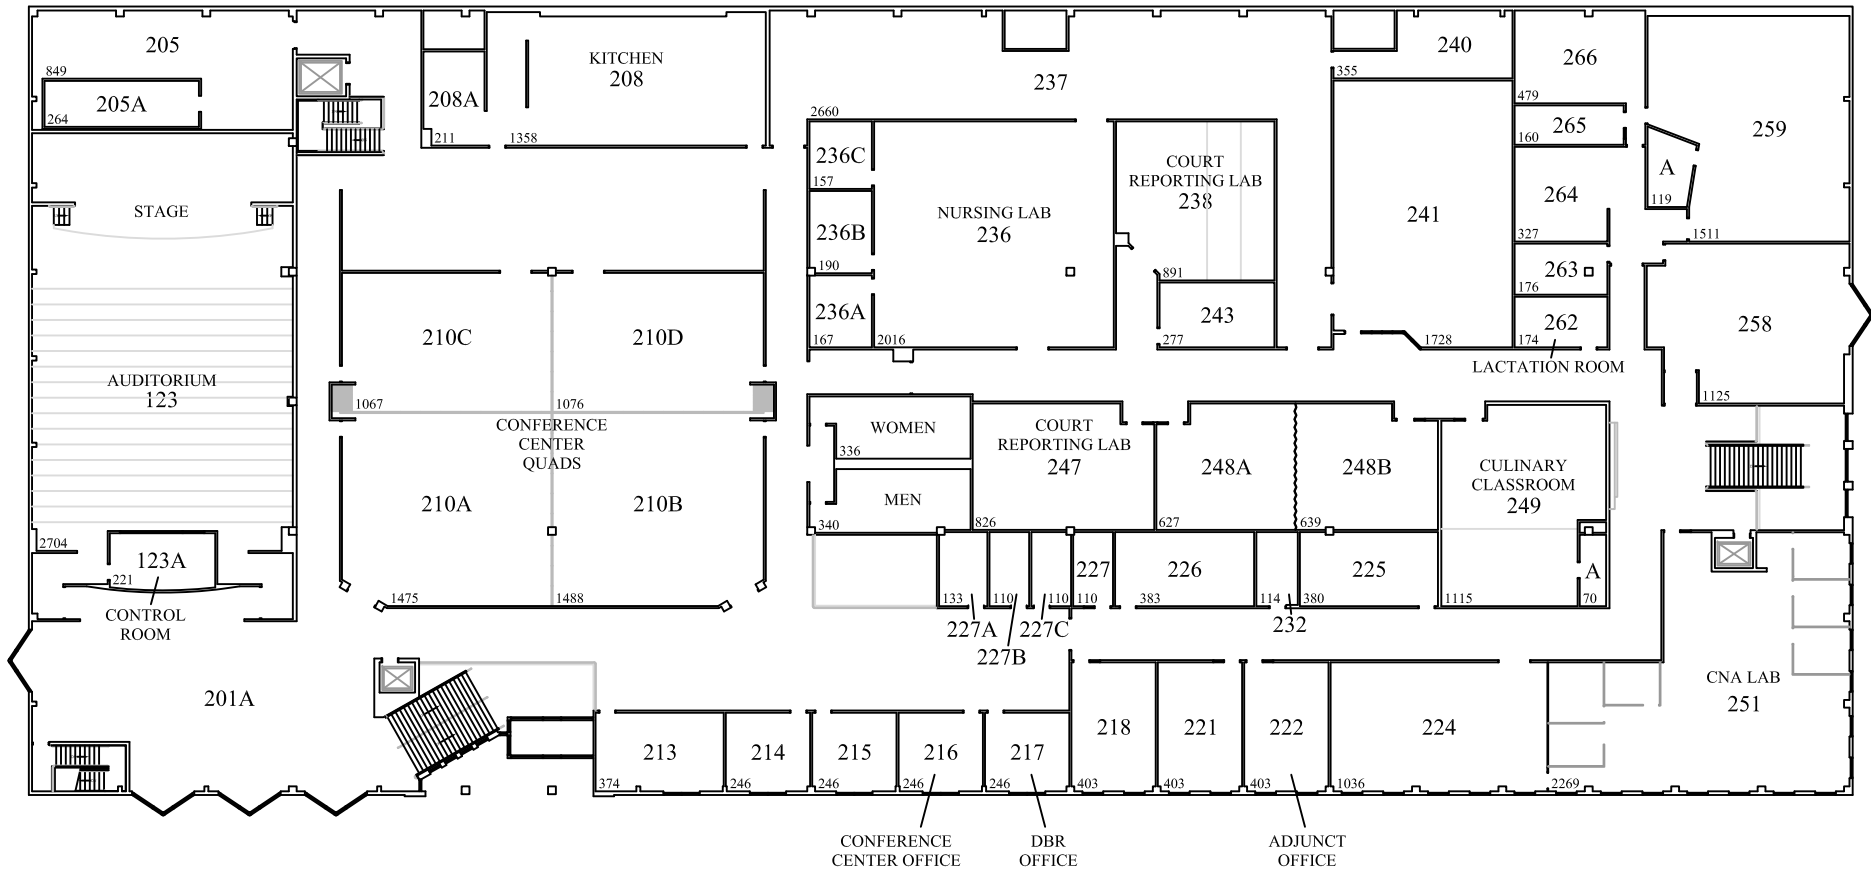 205
849
205A
264
STAGE
AUDITORIUM
123
2704
123A
221
CONTROL
ROOM
201A
208A
211
KITCHEN
208
1358
210C
1067
210D
1076
CONFERENCE
CENTER
QUADS
210A
1475
210B
1488
237
2660
236C
157
236B
190
236A
167
NURSING LAB
236
2016
COURT
REPORTING LAB
238
891
243
277
240
355
241
1728
266
479
265
160
264
327
263
176
262
174
LACTATION ROOM
259
1511
A
119
258
1125
WOMEN
336
MEN
340
COURT
REPORTING LAB
247
826
248A
627
248B
639
CULINARY
CLASSROOM
249
1115
A
70
133
227A
110
227B
110
227C
227
110
226
383
114
232
225
380
213
374
214
246
215
246
216
246
CONFERENCE
CENTER OFFICE
217
246
DBR
OFFICE
218
403
221
403
222
403
ADJUNCT
OFFICE
224
1036
CNA LAB
251
2269